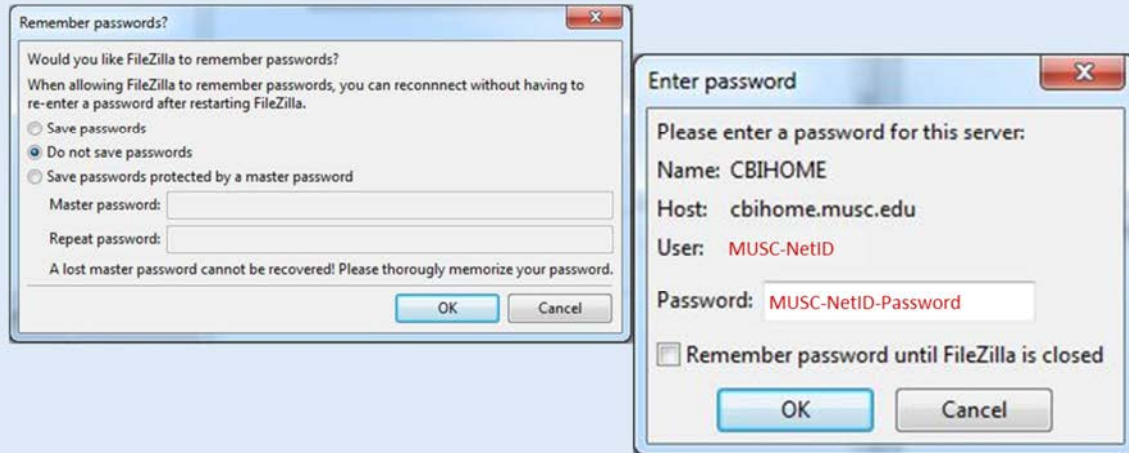 Remember passwords?
Would you like FileZilla to remember passwords?
When allowing FileZilla to remember passwords, you can reconnnect without having to
re-enter a password after restarting FileZilla.
Save passwords
Do not save passwords
Save passwords protected by a master password
Master password:
Repeat password:
A lost master password cannot be recovered! Please thorougly memorize your password.
OK Cancel
Enter password
Please enter a password for this server:
Name: CBIHOME
Host: cbihome.musc.edu
User: MUSC-NetID
Password: MUSC-NetID-Password
Remember password until FileZilla is closed
OK Cancel